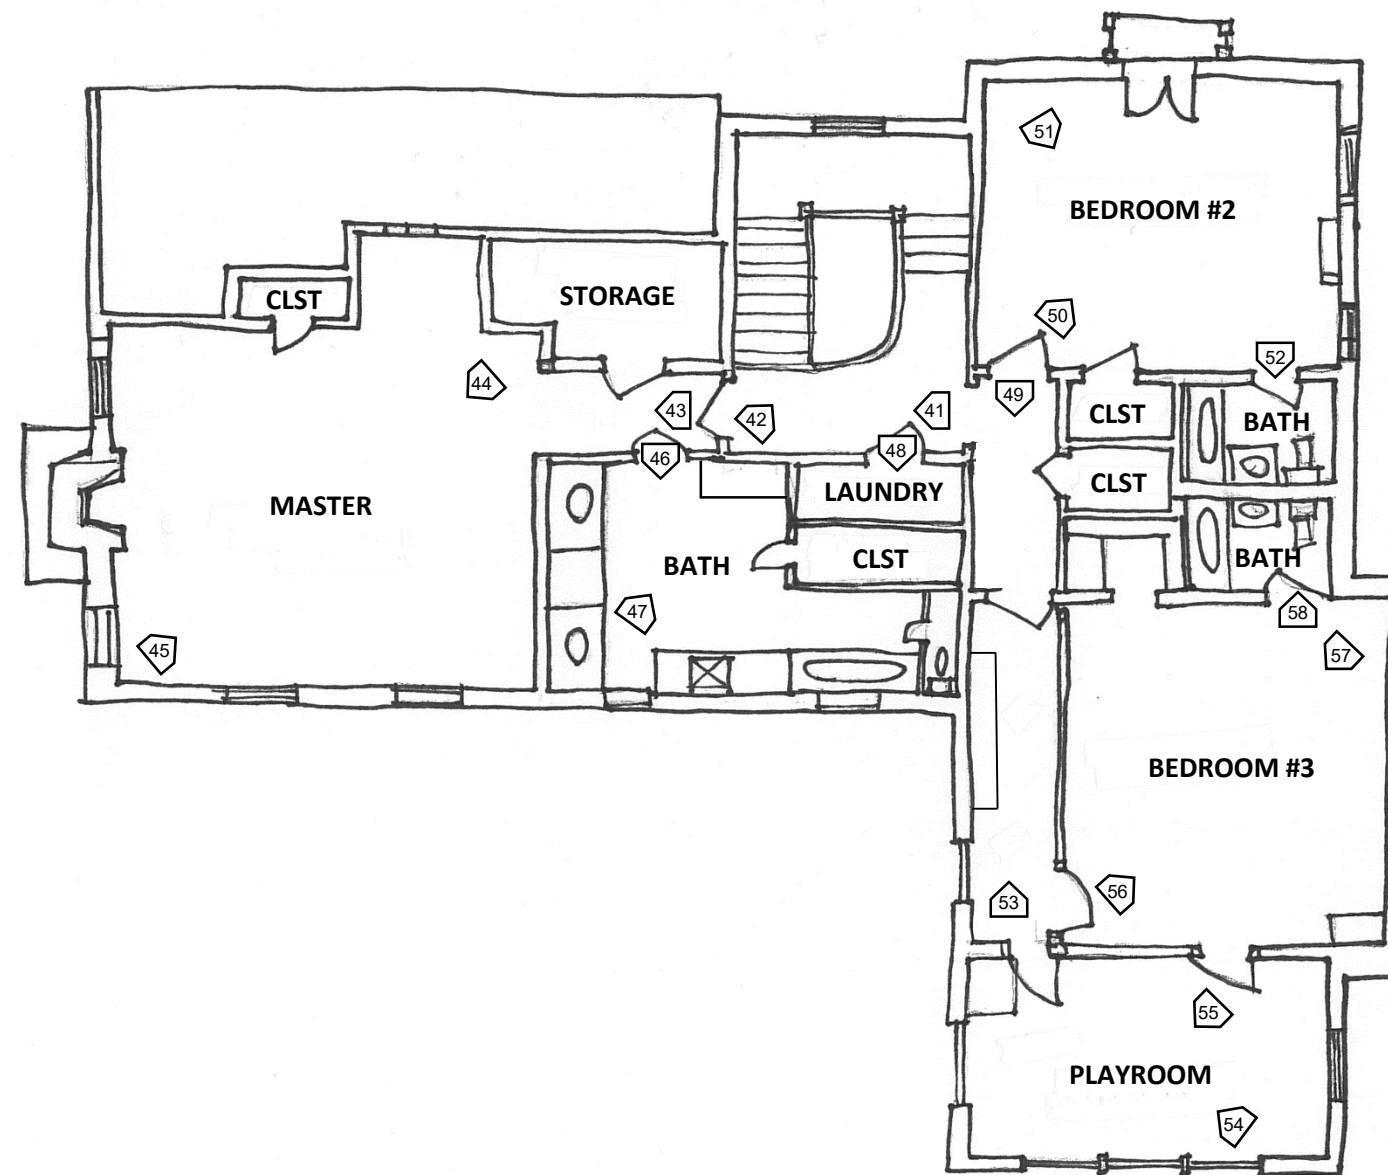 51
BEDROOM #2
CLST
STORAGE
50
52
44
43
42
41
49
CLST
BATH
46
48
MASTER
LAUNDRY
CLST
BATH
CLST
BATH
47
58
45
57
BEDROOM #3
53
56
55
PLAYROOM
54